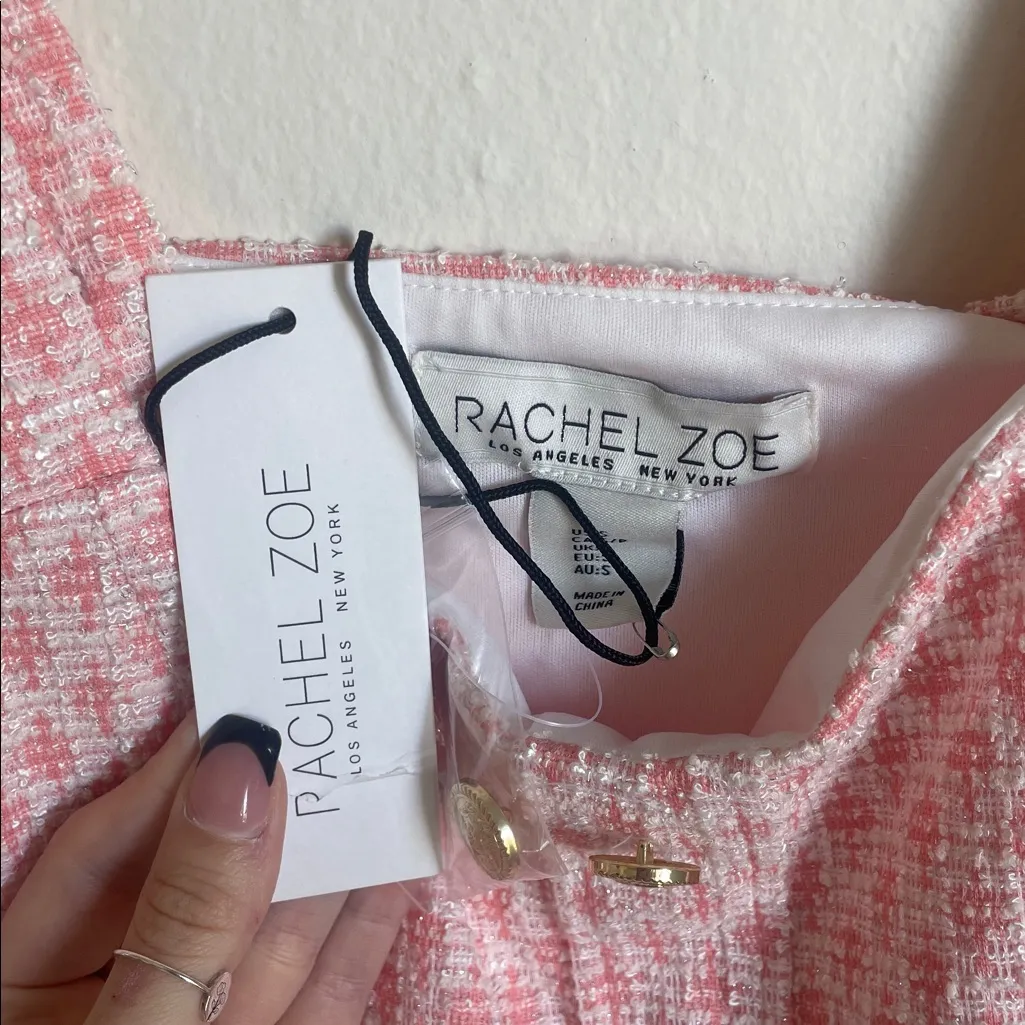 RACHEL ZOE
LOS ANGELES NEW YORK
RACHEL ZOE
LOS ANGELES NEW YORK
AU:S
MADE IN
CHINA